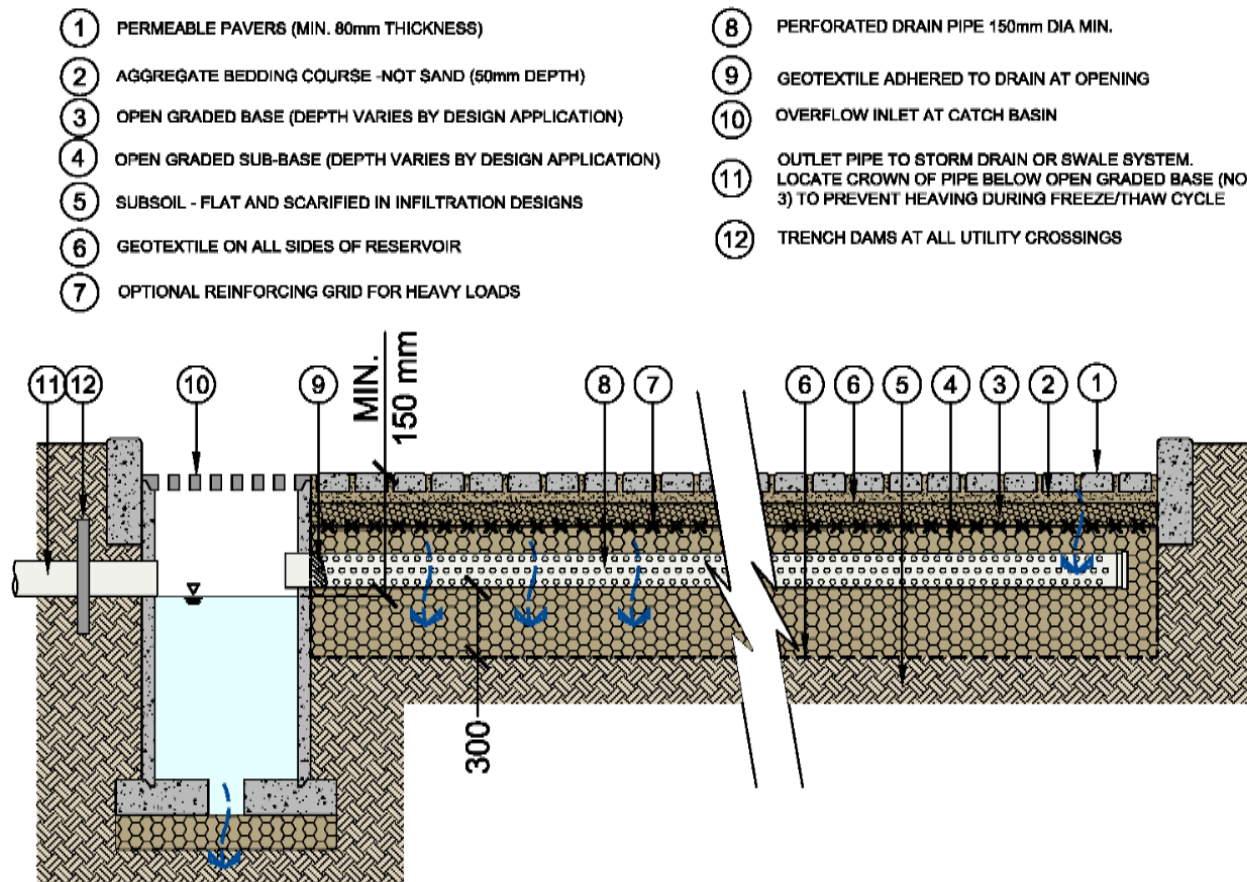 1 PERMEABLE PAVERS (MIN. 80mm THICKNESS)
2 AGGREGATE BEDDING COURSE -NOT SAND (50mm DEPTH)
3 OPEN GRADED BASE (DEPTH VARIES BY DESIGN APPLICATION)
4 OPEN GRADED SUB-BASE (DEPTH VARIES BY DESIGN APPLICATION)
5 SUBSOIL - FLAT AND SCARIFIED IN INFILTRATION DESIGNS
6 GEOTEXTILE ON ALL SIDES OF RESERVOIR
7 OPTIONAL REINFORCING GRID FOR HEAVY LOADS
8 PERFORATED DRAIN PIPE 150mm DIA MIN.
9 GEOTEXTILE ADHERED TO DRAIN AT OPENING
10 OVERFLOW INLET AT CATCH BASIN
11 OUTLET PIPE TO STORM DRAIN OR SWALE SYSTEM.
LOCATE CROWN OF PIPE BELOW OPEN GRADED BASE (NO
3) TO PREVENT HEAVING DURING FREEZE/THAW CYCLE
12 TRENCH DAMS AT ALL UTILITY CROSSINGS
11 12 10 9 8 7 6 6 5 4 3 2 1
MIN.
150 mm
300